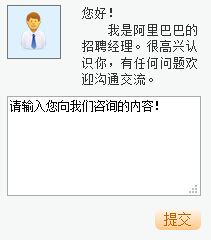 您好！
我是阿里巴巴的
招聘经理。很高兴认
识你，有任何问题欢
迎沟通交流。
请输入您向我们咨询的内容！
提交